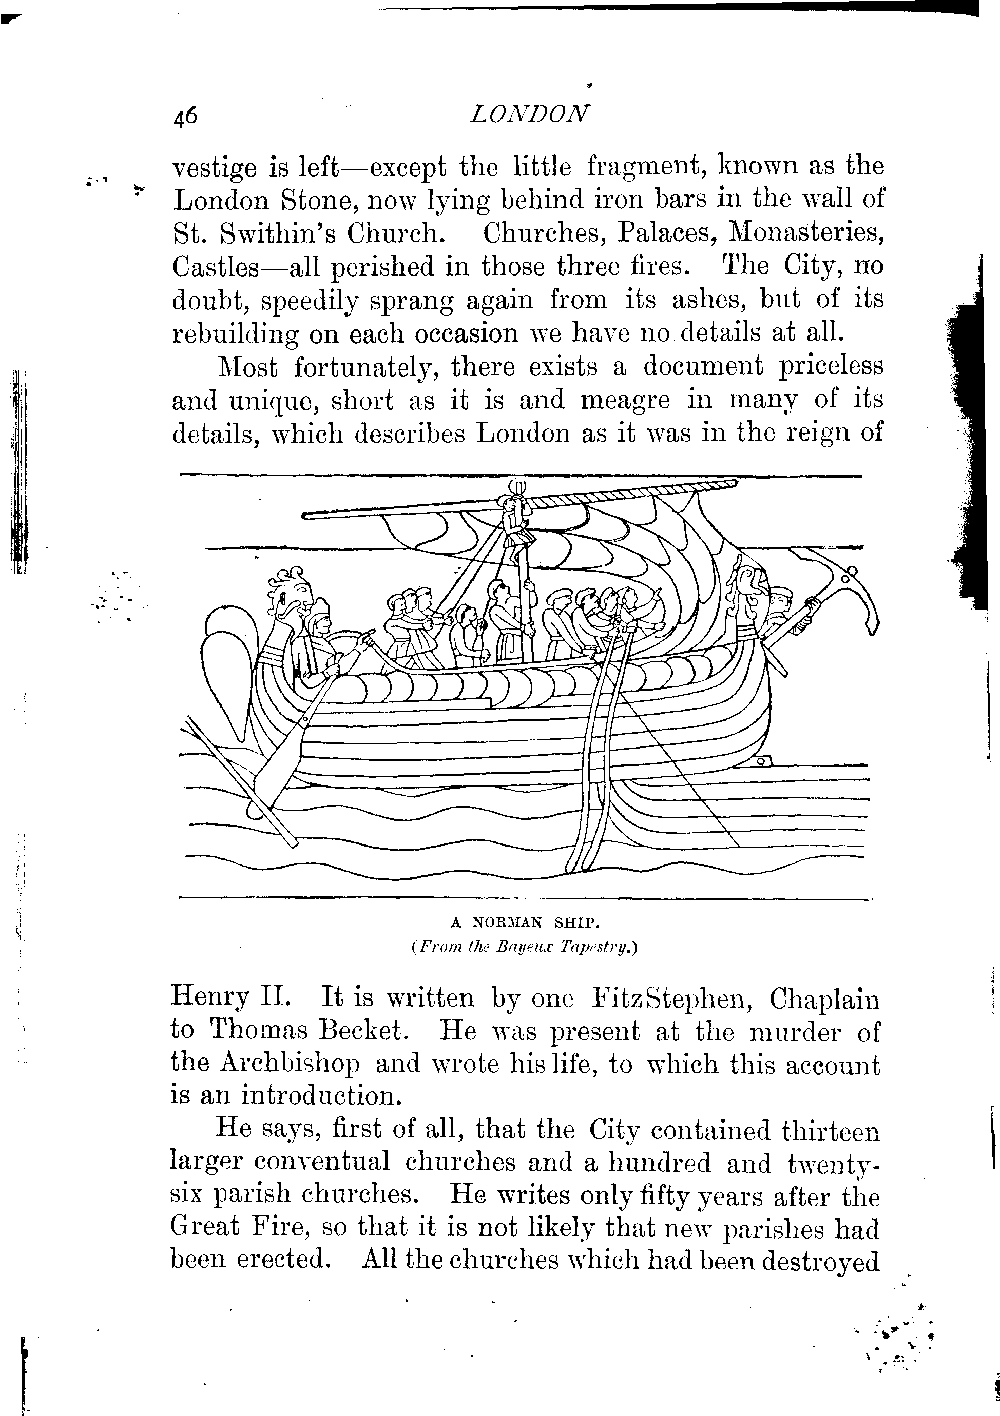 46 LONDON
vestige is left—except the little fragment, known as the
London Stone, now lying behind iron bars in the wall of
St. Swithin's Church. Churches, Palaces, Monasteries,
Castles—all perished in those three fires. The City, no
doubt, speedily sprang again from its ashes, but of its
rebuilding on each occasion we have no details at all.
Most fortunately, there exists a document priceless
and unique, short as it is and meagre in many of its
details, which describes London as it was in the reign of
A NORMAN SHIP.
(From the Bayeux Tapestry.)
Henry II. It is written by one FitzStephen, Chaplain
to Thomas Becket. He was present at the murder of
the Archbishop and wrote his life, to which this account
is an introduction.
He says, first of all, that the City contained thirteen
larger conventual churches and a hundred and twenty-
six parish churches. He writes only fifty years after the
Great Fire, so that it is not likely that new parishes had
been erected. All the churches which had been destroyed